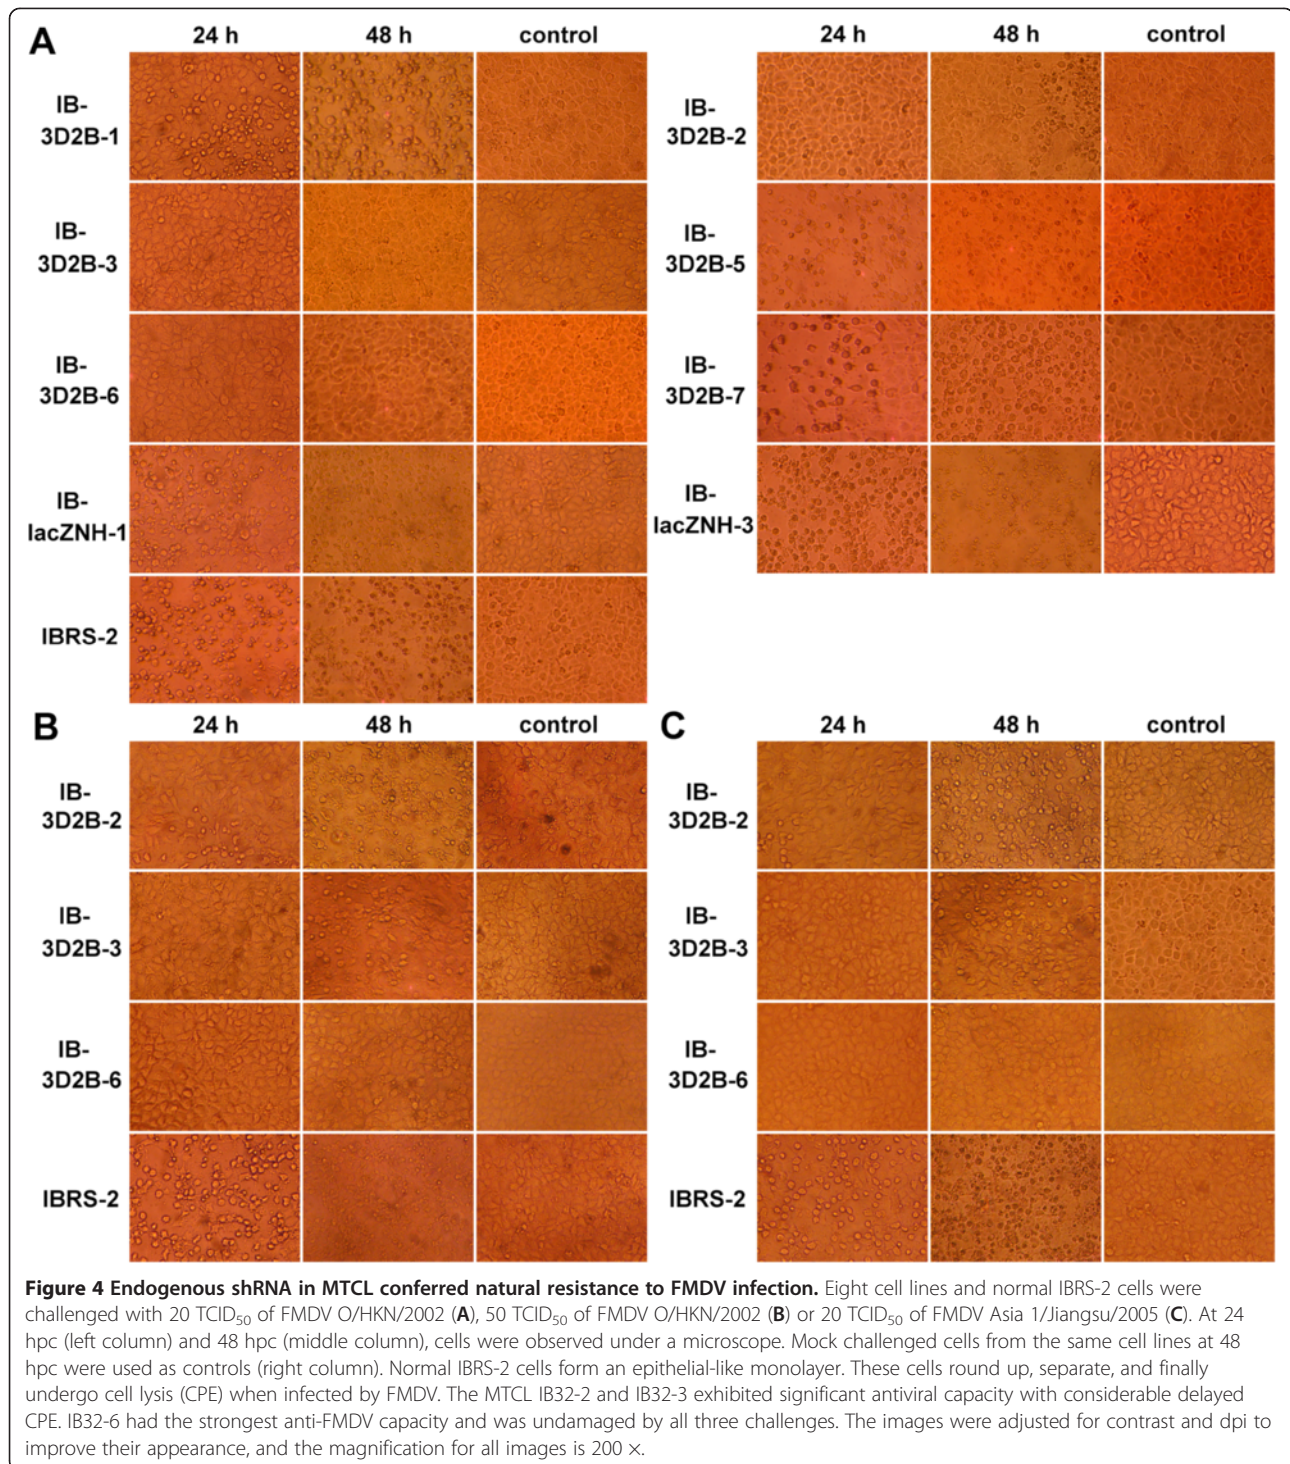 A
24 h 48 h control
IB-
3D2B-1
IB-
3D2B-3
IB-
3D2B-6
IB-
lacZNH-1
IBRS-2
24 h 48 h control
IB-
3D2B-2
IB-
3D2B-5
IB-
3D2B-7
IB-
lacZNH-3
B
24 h 48 h control
IB-
3D2B-2
IB-
3D2B-3
IB-
3D2B-6
IBRS-2
C
24 h 48 h control
IB-
3D2B-2
IB-
3D2B-3
IB-
3D2B-6
IBRS-2
Figure 4 Endogenous shRNA in MTCL conferred natural resistance to FMDV infection. Eight cell lines and normal IBRS-2 cells were
challenged with 20 TCID50 of FMDV O/HKN/2002 (A), 50 TCID50 of FMDV O/HKN/2002 (B) or 20 TCID50 of FMDV Asia 1/Jiangsu/2005 (C). At 24
hpc (left column) and 48 hpc (middle column), cells were observed under a microscope. Mock challenged cells from the same cell lines at 48
hpc were used as controls (right column). Normal IBRS-2 cells form an epithelial-like monolayer. These cells round up, separate, and finally
undergo cell lysis (CPE) when infected by FMDV. The MTCL IB32-2 and IB32-3 exhibited significant antiviral capacity with considerable delayed
CPE. IB32-6 had the strongest anti-FMDV capacity and was undamaged by all three challenges. The images were adjusted for contrast and dpi to
improve their appearance, and the magnification for all images is 200 ×.